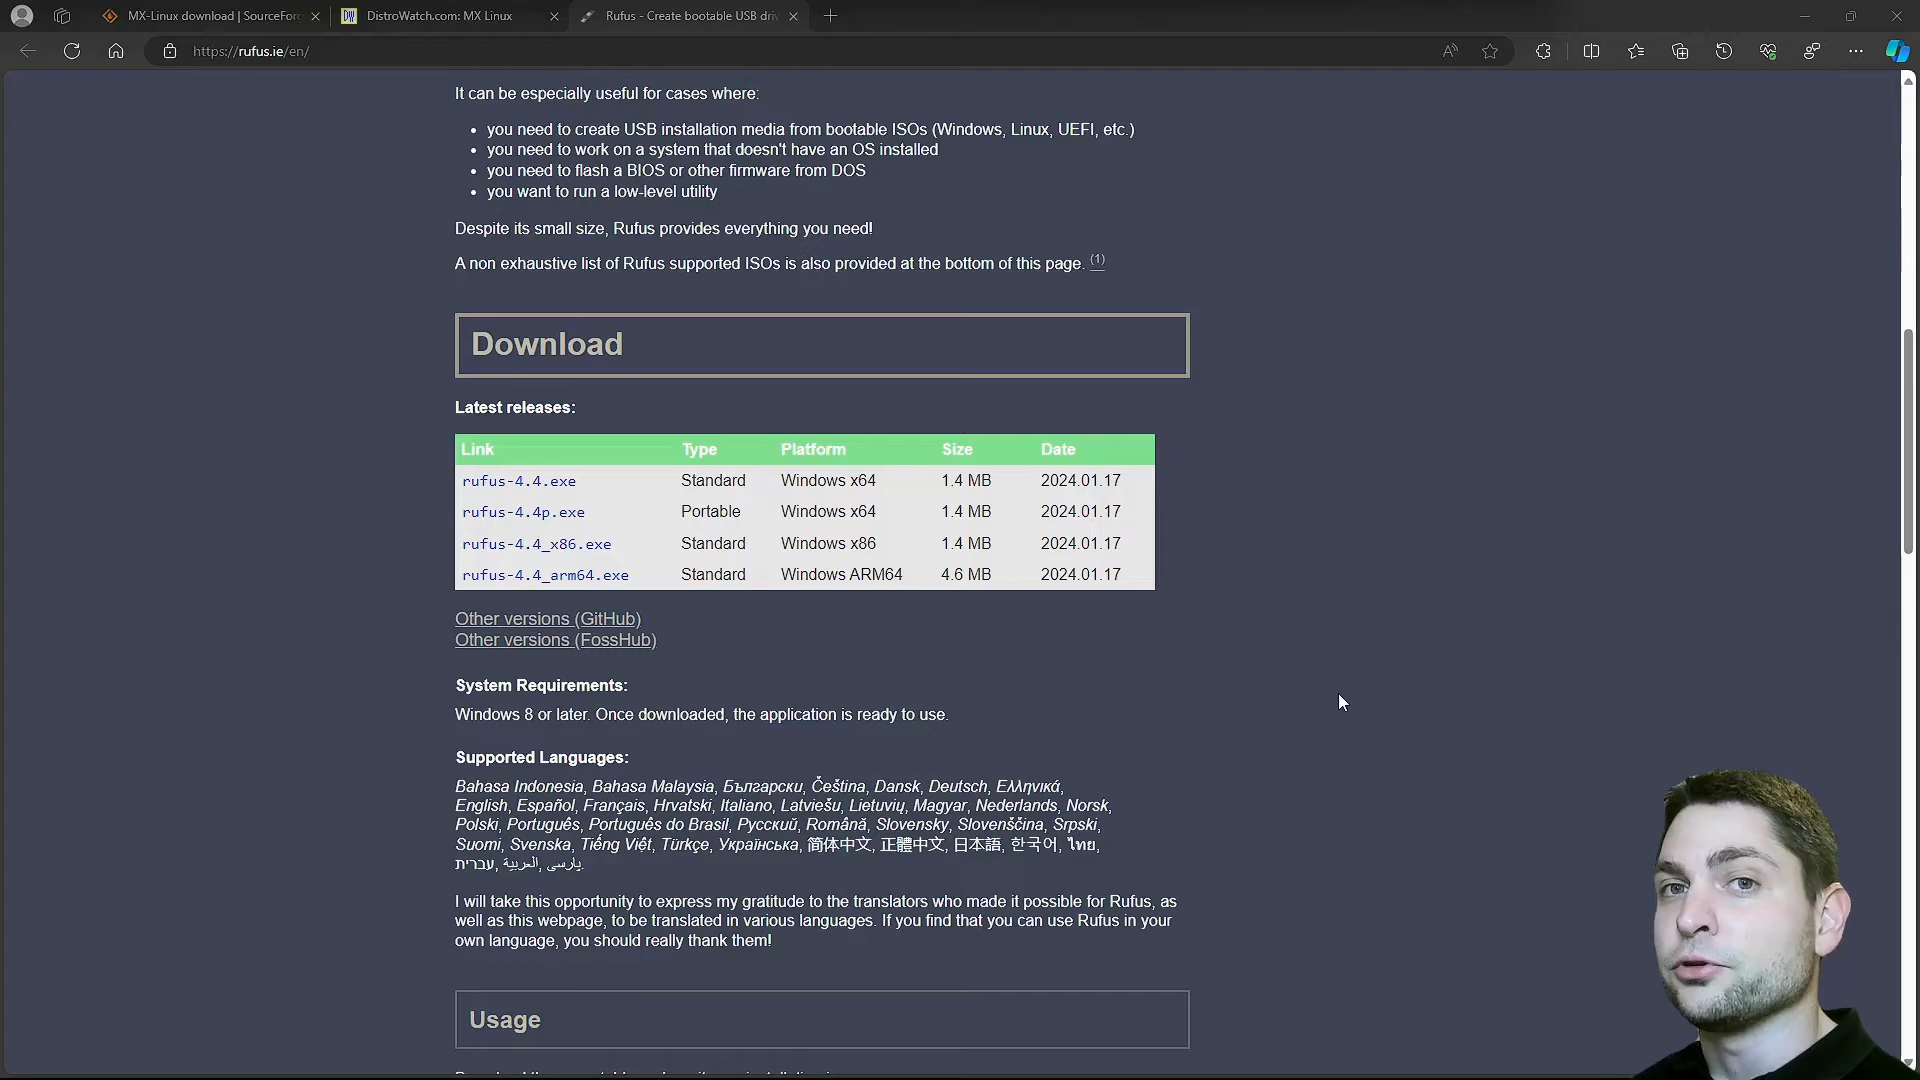 MX-Linux download | SourceFor
DistroWatch.com: MX Linux
Rufus - Create bootable USB driv
https://rufus.ie/en/
It can be especially useful for cases where:
you need to create USB installation media from bootable ISOs (Windows, Linux, UEFI, etc.)
you need to work on a system that doesn't have an OS installed
you need to flash a BIOS or other firmware from DOS
you want to run a low-level utility
Despite its small size, Rufus provides everything you need!
A non exhaustive list of Rufus supported ISOs is also provided at the bottom of this page. (1)
Download
Latest releases:
Link Type Platform Size Date
rufus-4.4.exe Standard Windows x64 1.4 MB 2024.01.17
rufus-4.4p.exe Portable Windows x64 1.4 MB 2024.01.17
rufus-4.4_x86.exe Standard Windows x86 1.4 MB 2024.01.17
rufus-4.4_arm64.exe Standard Windows ARM64 4.6 MB 2024.01.17
Other versions (GitHub)
Other versions (FossHub)
System Requirements:
Windows 8 or later. Once downloaded, the application is ready to use.
Supported Languages:
Bahasa Indonesia, Bahasa Malaysia, Български, Čeština, Dansk, Deutsch, Ελληνικά,
English, Español, Français, Hrvatski, Italiano, Latviešu, Lietuvių, Magyar, Nederlands, Norsk,
Polski, Português, Português do Brasil, Русский, Română, Slovensky, Slovenščina, Srpski,
Suomi, Svenska, Tiếng Việt, Türkçe, Українська, 简体中文, 正體中文, 日本語, 한국어, ไทย,
עברית, العربية, پارسی.
I will take this opportunity to express my gratitude to the translators who made it possible for Rufus, as
well as this webpage, to be translated in various languages. If you find that you can use Rufus in your
own language, you should really thank them!
Usage